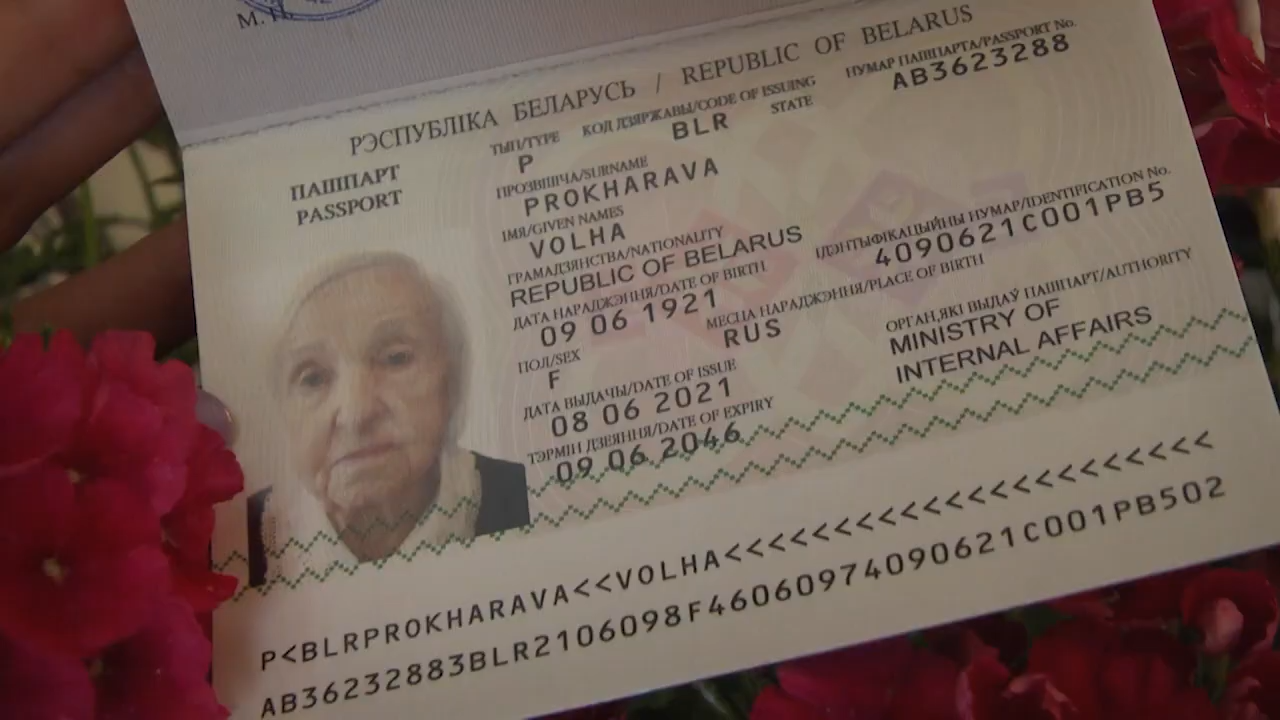 М.П.
РЭСПУБЛІКА БЕЛАРУСЬ / REPUBLIC OF BELARUS
ПАШПАРТ
PASSPORT
ТЫП/TYPE
P
КОД ДЗЯРЖАВЫ/CODE OF ISSUING STATE
BLR
НУМАР ПАШПАРТА/PASSPORT No.
AB3623288
ПРОЗВІШЧА/SURNAME
PROKHARAVA
ІМЯ/GIVEN NAMES
VOLHA
ГРАМАДЗЯНСТВА/NATIONALITY
REPUBLIC OF BELARUS
ІДЭНТЫФІКАЦЫЙНЫ НУМАР/IDENTIFICATION No.
4090621C001PB5
ДАТА НАРАДЖЭННЯ/DATE OF BIRTH
09 06 1921
МЕСЦА НАРАДЖЭННЯ/PLACE OF BIRTH
RUS
ПОЛ/SEX
F
ОРГАН,ЯКІ ВЫДАЎ ПАШПАРТ/AUTHORITY
MINISTRY OF
INTERNAL AFFAIRS
ДАТА ВЫДАЧЫ/DATE OF ISSUE
08 06 2021
ТЭРМІН ДЗЕЯННЯ/DATE OF EXPIRY
09 06 2046
P<BLRPROKHARAVA<<VOLHA<<<<<<<<<<<<<<<<<<<<<<
AB36232883BLR2106098F46060974090621C001PB502